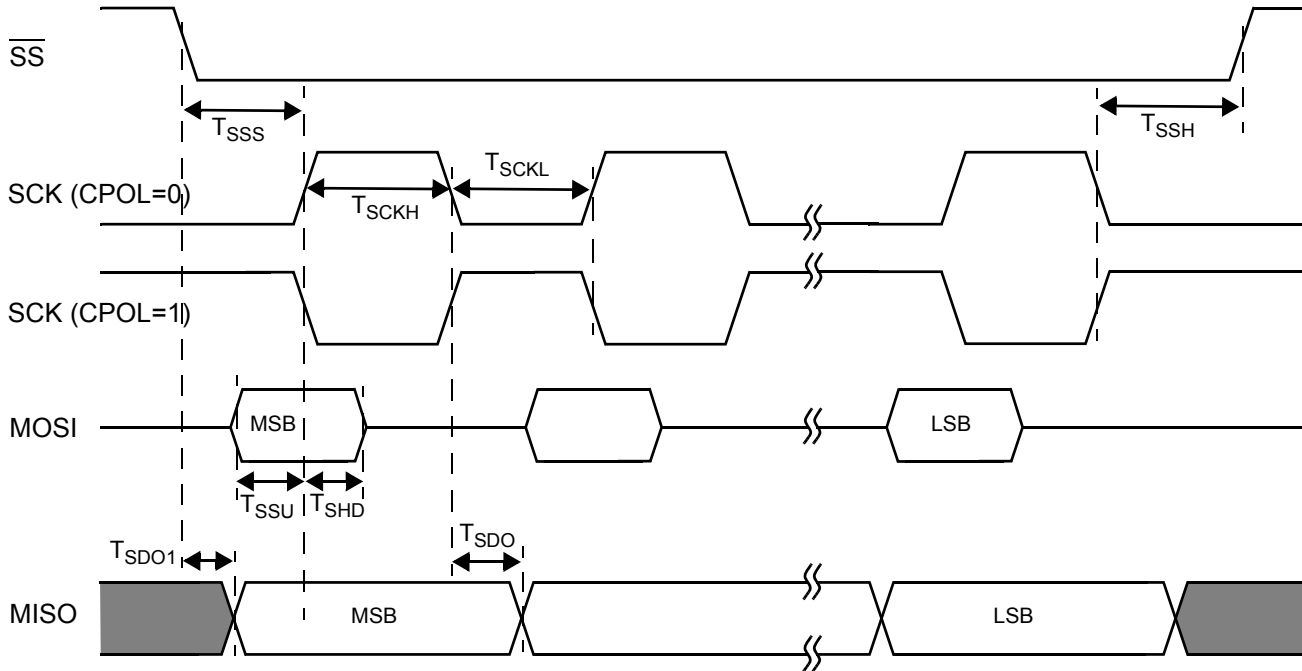 SS
TSSS
TSSH
SCK (CPOL=0)
TSCKH
TSCKL
SCK (CPOL=1)
MOSI
MSB
LSB
TSSU
TSHD
TSDO1
TSDO
MISO
MSB
LSB